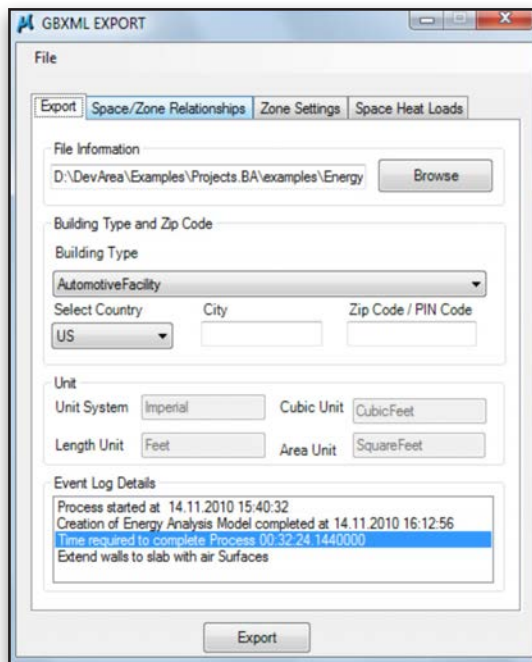 GBXML EXPORT
File
Export Space/Zone Relationships Zone Settings Space Heat Loads
File Information
D:\DevArea\Examples\Projects.BA\examples\Energy Browse
Building Type and Zip Code
Building Type
AutomotiveFacility
Select Country City Zip Code / PIN Code
US
Unit
Unit System Imperial Cubic Unit CubicFeet
Length Unit Feet Area Unit SquareFeet
Event Log Details
Process started at 14.11.2010 15:40:32
Creation of Energy Analysis Model completed at 14.11.2010 16:12:56
Time required to complete Process 00:32:24.1440000
Extend walls to slab with air Surfaces
Export